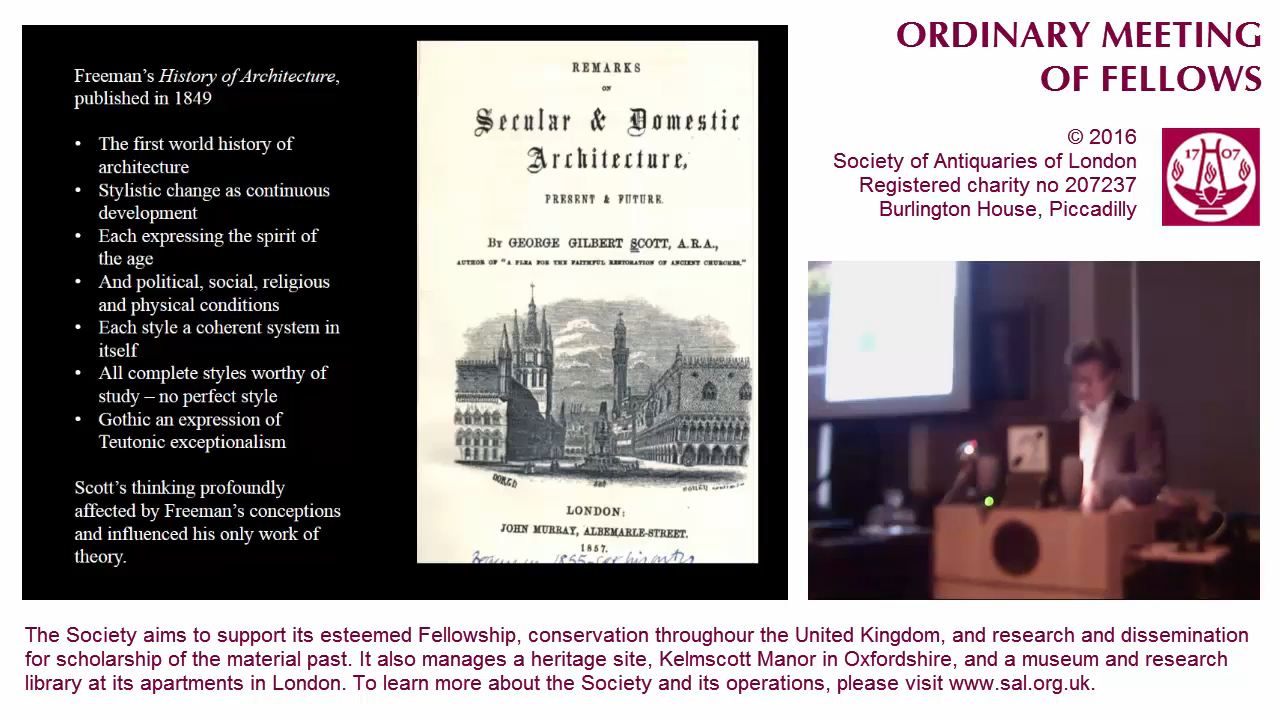 Freeman's History of Architecture,
published in 1849
• The first world history of
architecture
• Stylistic change as continuous
development
• Each expressing the spirit of
the age
• And political, social, religious
and physical conditions
• Each style a coherent system in
itself
• All complete styles worthy of
study – no perfect style
• Gothic an expression of
Teutonic exceptionalism
Scott's thinking profoundly
affected by Freeman's conceptions
and influenced his only work of
theory.
REMARKS
ON
Secular & Domestic
Architecture,
PRESENT & FUTURE.
BY GEORGE GILBERT SCOTT, A.R.A.,
AUTHOR OF "A PLEA FOR THE FAITHFUL RESTORATION OF ANCIENT CHURCHES."
LONDON:
JOHN MURRAY, ALBEMARLE-STREET.
1857.
ORDINARY MEETING
OF FELLOWS
© 2016
Society of Antiquaries of London
Registered charity no 207237
Burlington House, Piccadilly
17 07
The Society aims to support its esteemed Fellowship, conservation throughour the United Kingdom, and research and dissemination
for scholarship of the material past. It also manages a heritage site, Kelmscott Manor in Oxfordshire, and a museum and research
library at its apartments in London. To learn more about the Society and its operations, please visit www.sal.org.uk.